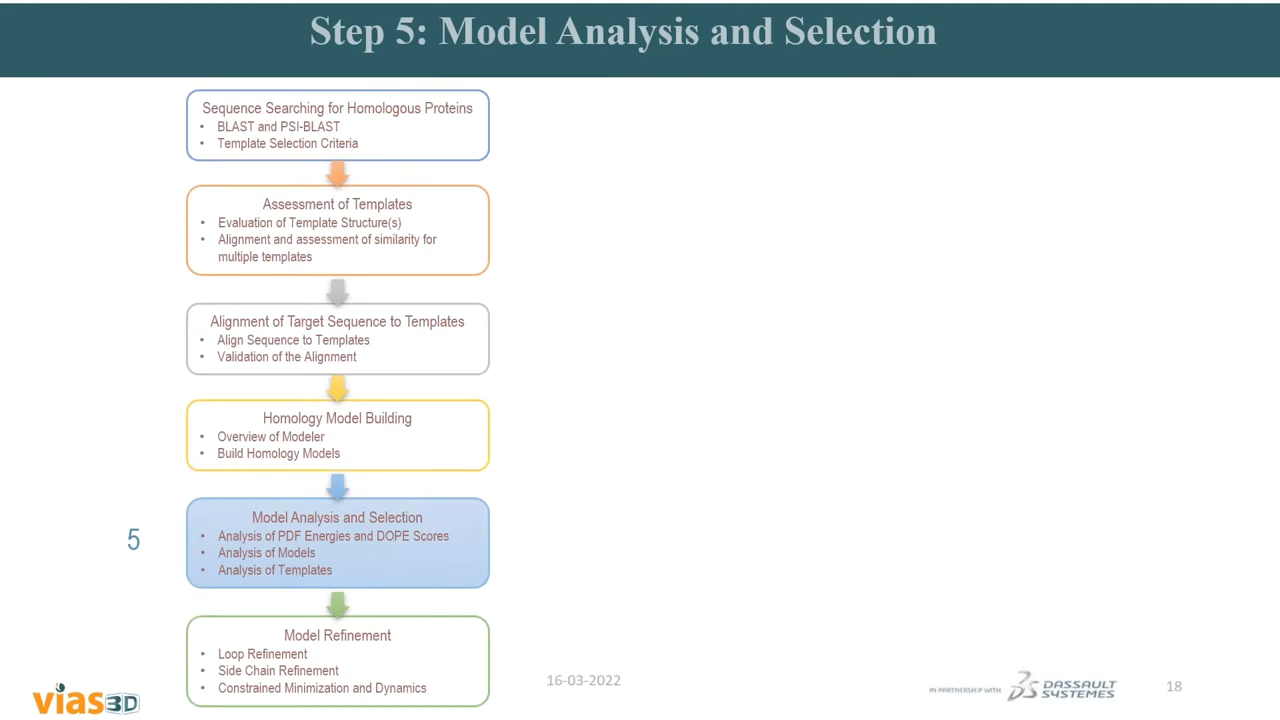 Step 5: Model Analysis and Selection
Sequence Searching for Homologous Proteins
• BLAST and PSI-BLAST
• Template Selection Criteria
Assessment of Templates
• Evaluation of Template Structure(s)
• Alignment and assessment of similarity for
multiple templates
Alignment of Target Sequence to Templates
• Align Sequence to Templates
• Validation of the Alignment
Homology Model Building
• Overview of Modeler
• Build Homology Models
5
Model Analysis and Selection
• Analysis of PDF Energies and DOPE Scores
• Analysis of Models
• Analysis of Templates
Model Refinement
• Loop Refinement
• Side Chain Refinement
• Constrained Minimization and Dynamics
vias3D
16-03-2022
IN PARTNERSHIP WITH
DASSAULT
SYSTEMES
18